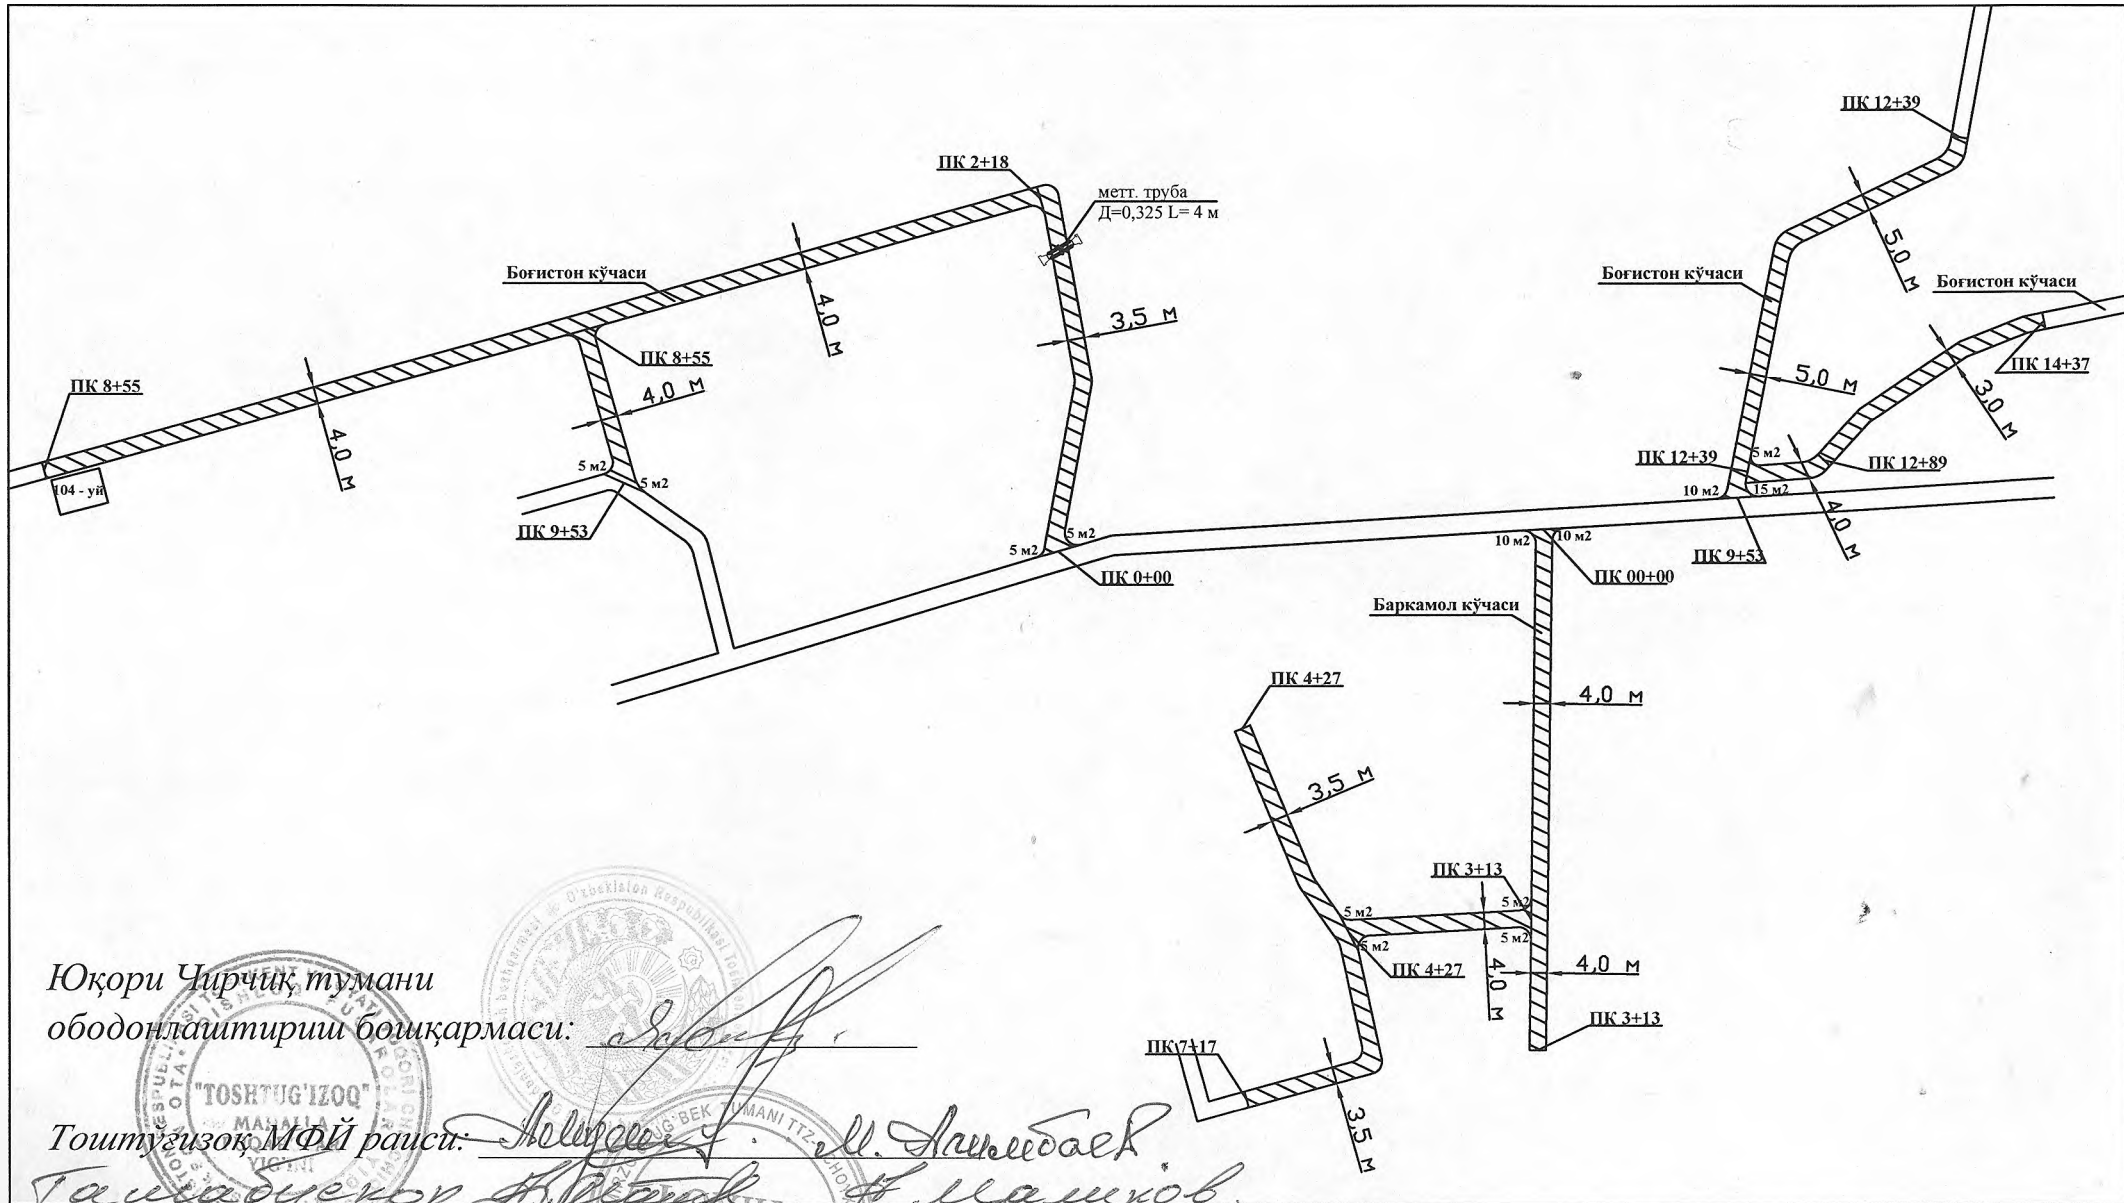 ПК 12+39
ПК 2+18
метт. труба
Д=0,325 L= 4 м
5,0 м
Боғистон кўчаси
Боғистон кўчаси
Боғистон кўчаси
4,0 м
3,5 м
ПК 8+55
ПК 8+55
ПК 14+37
4,0 м
5,0 м
3,0 м
4,0 м
5 м2
ПК 12+39
ПК 12+89
5 м2
104 - уй
5 м2
10 м2
15 м2
4,0 м
ПК 9+53
5 м2
5 м2
10 м2
10 м2
ПК 9+53
ПК 0+00
ПК 00+00
Баркамол кўчаси
ПК 4+27
4,0 м
3,5 м
ПК 3+13
5 м2
5 м2
5 м2
5 м2
ПК 4+27
4,0 м
4,0 м
ПК 3+13
ПК 7+17
3,5 м
Юқори Чирчиқ тумани
ободонлаштириш бошқармаси:
"TOSHTUG'IZOQ"
MAHALLA
YIG'INI
O'zbekiston Respublikasi
Тоштўғизоқ МФЙ раиси:
BEK TUMANI